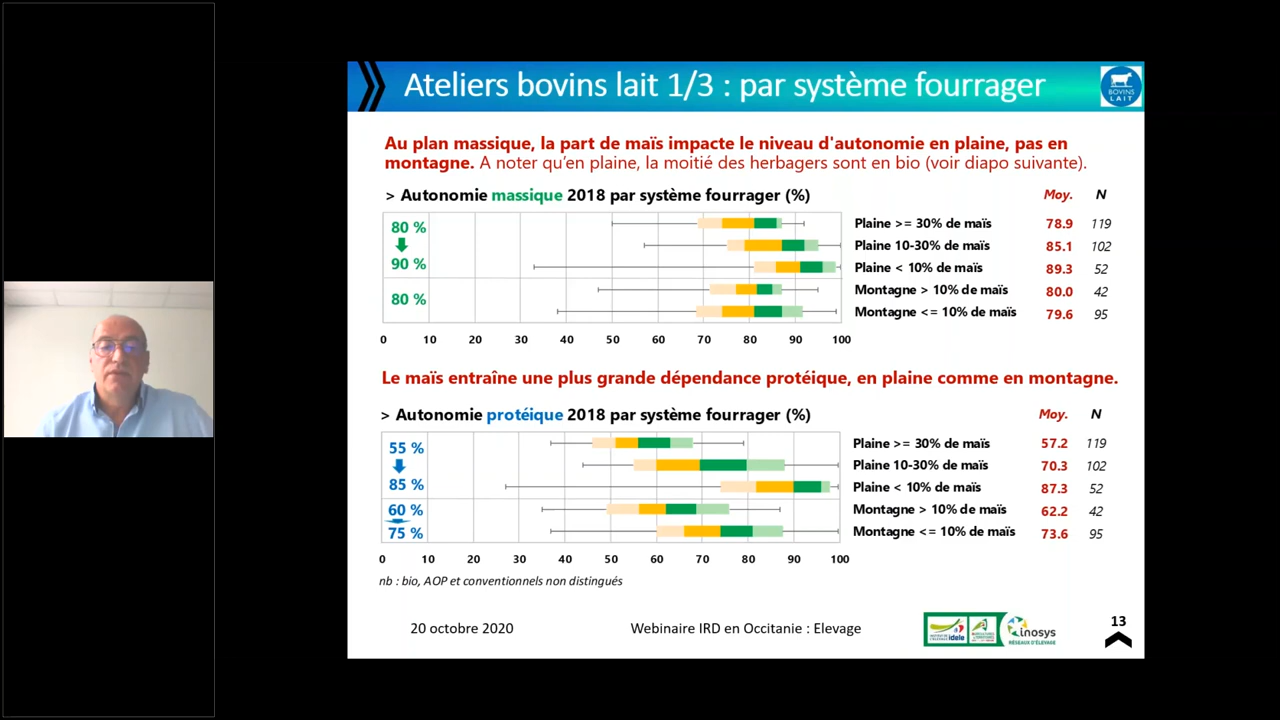 Ateliers bovins lait 1/3 : par système fourrager
BOVINS
LAIT
Au plan massique, la part de maïs impacte le niveau d'autonomie en plaine, pas en
montagne. A noter qu'en plaine, la moitié des herbagers sont en bio (voir diapo suivante).
> Autonomie massique 2018 par système fourrager (%)
Moy. N
80 %
90 %
80 %
Plaine >= 30% de maïs 78.9 119
Plaine 10-30% de maïs 85.1 102
Plaine < 10% de maïs 89.3 52
Montagne > 10% de maïs 80.0 42
Montagne <= 10% de maïs 79.6 95
0 10 20 30 40 50 60 70 80 90 100
Le maïs entraîne une plus grande dépendance protéique, en plaine comme en montagne.
> Autonomie protéique 2018 par système fourrager (%)
Moy. N
55 %
85 %
60 %
75 %
Plaine >= 30% de maïs 57.2 119
Plaine 10-30% de maïs 70.3 102
Plaine < 10% de maïs 87.3 52
Montagne > 10% de maïs 62.2 42
Montagne <= 10% de maïs 73.6 95
0 10 20 30 40 50 60 70 80 90 100
nb : bio, AOP et conventionnels non distingués
20 octobre 2020
Webinaire IRD en Occitanie : Elevage
idele
inosys
RÉSEAUX D'ÉLEVAGE
13